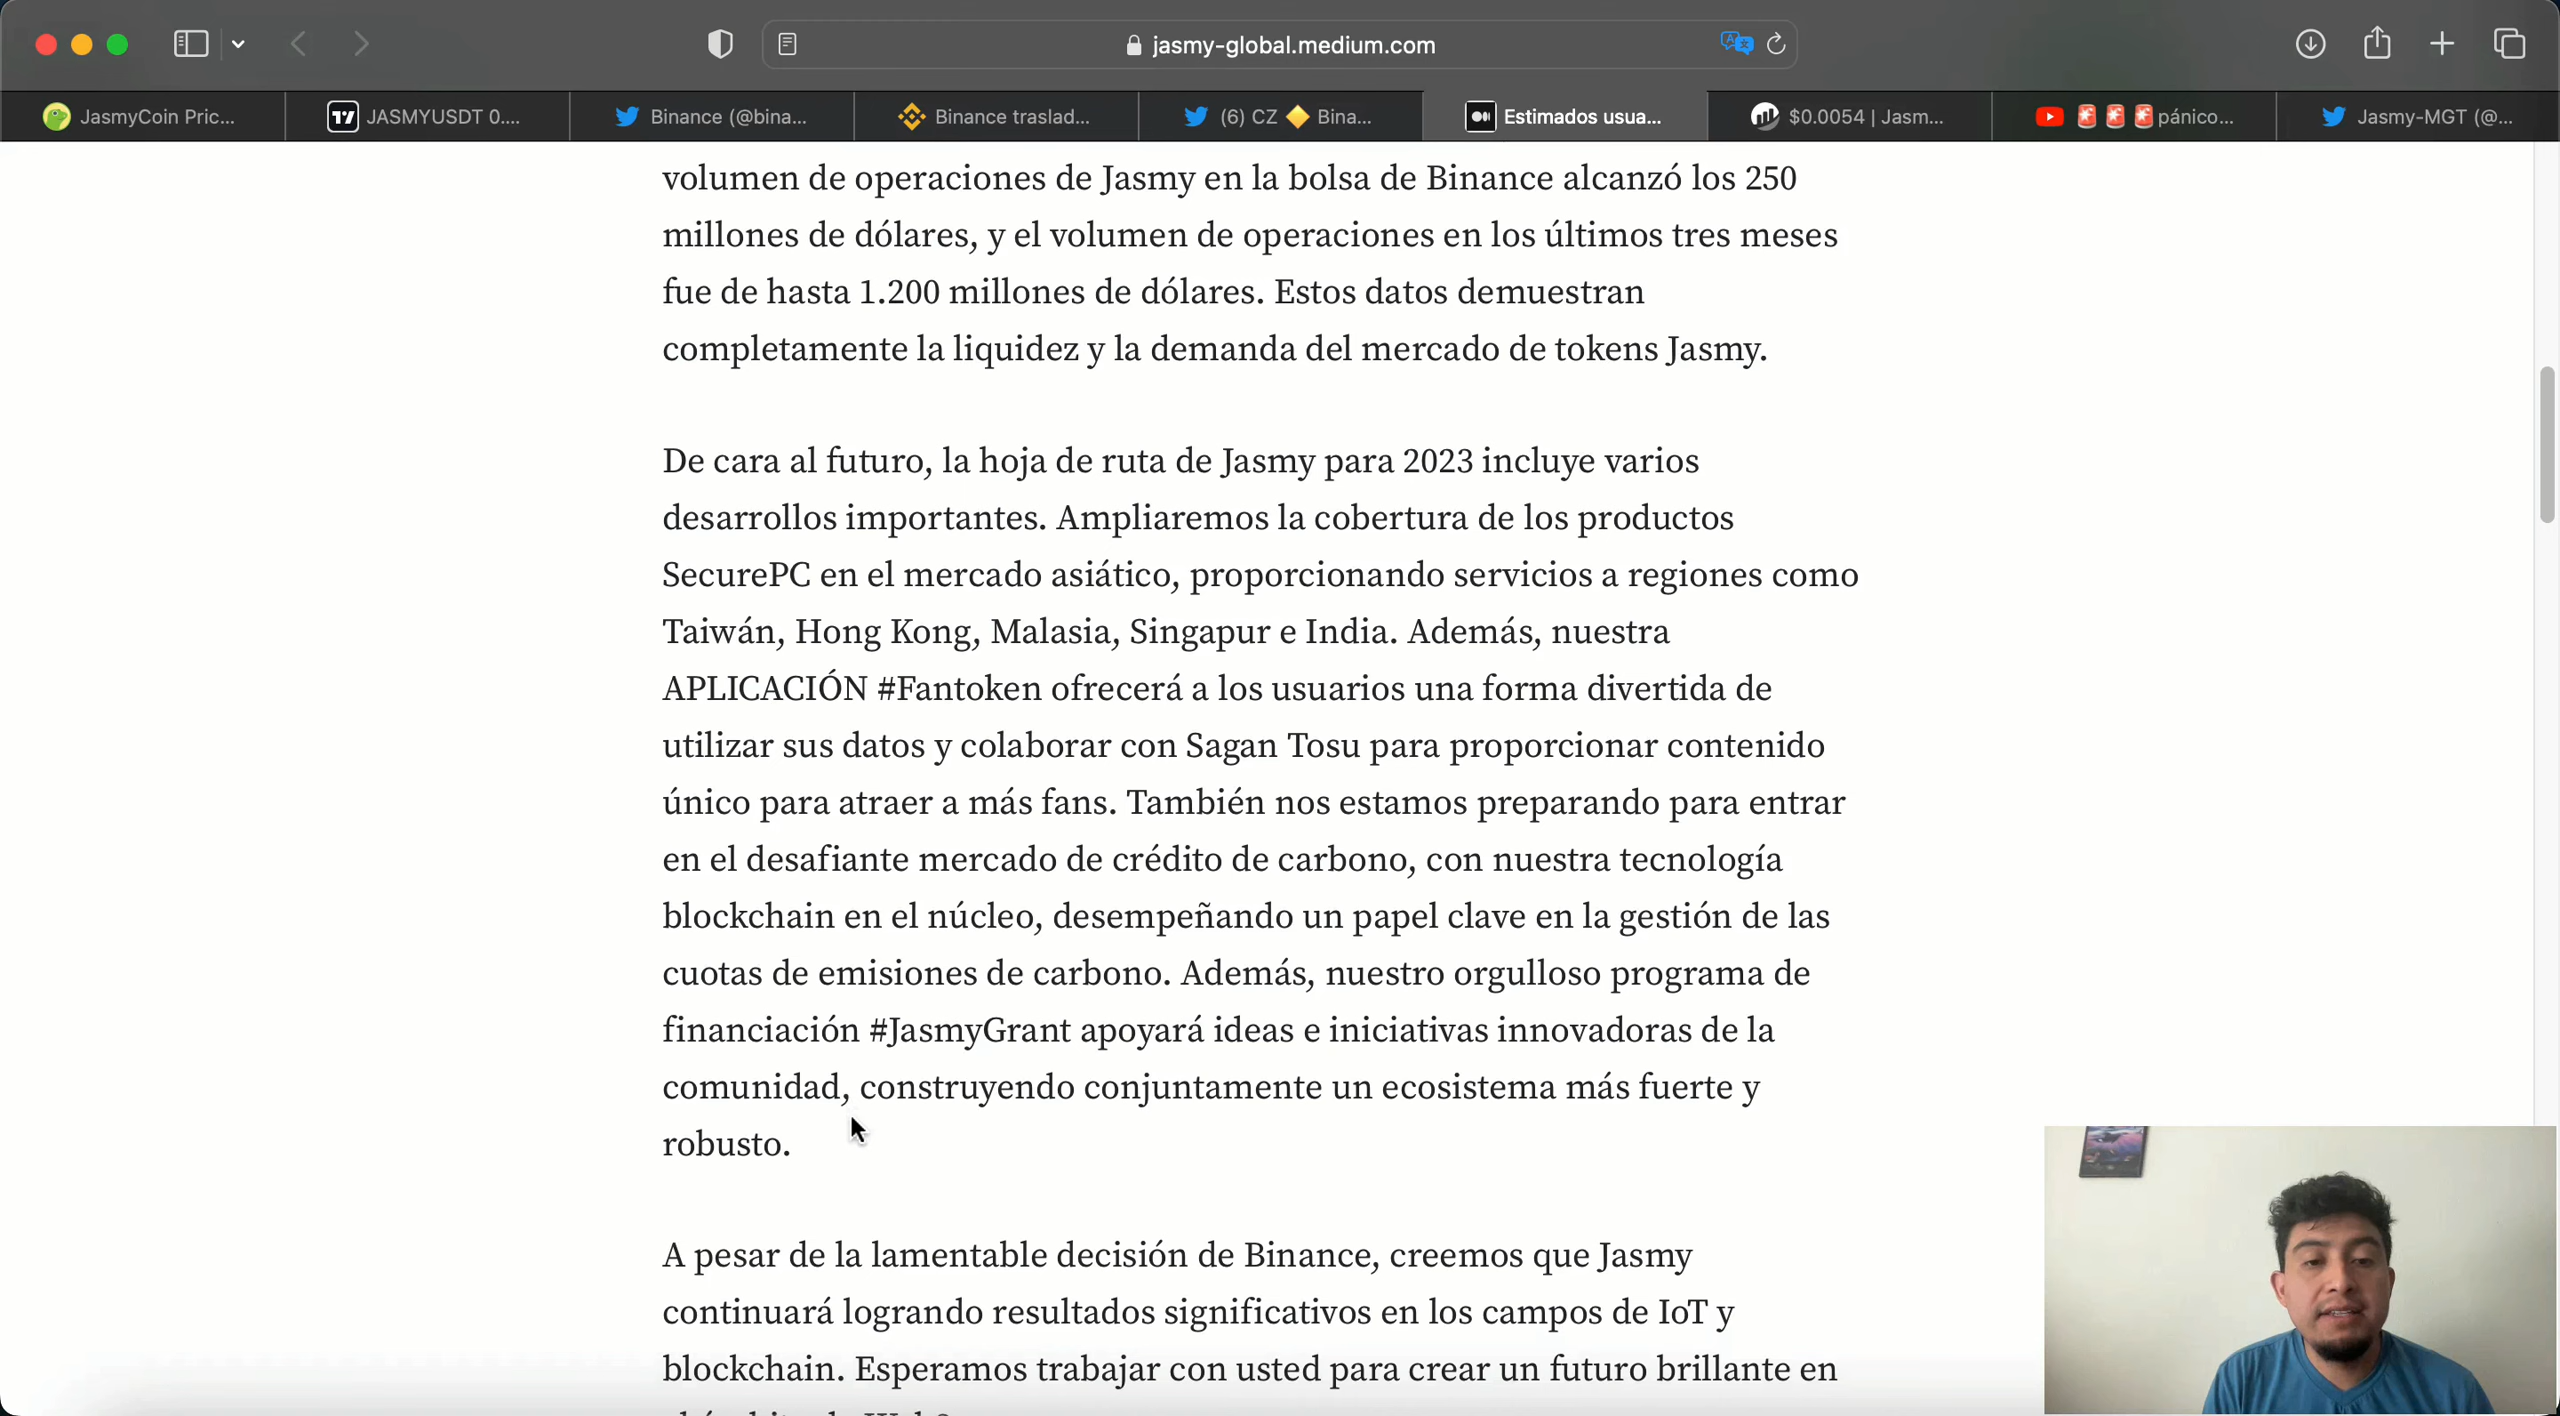 jasmy-global.medium.com
JasmyCoin Pric...
JASMYUSDT 0....
Binance (@bina...
Binance traslad...
(6) CZ 🔶 Bina...
Estimados usua...
$0.0054 | Jasm...
🚨 🚨 🚨 pánico...
Jasmy-MGT (@...
volumen de operaciones de Jasmy en la bolsa de Binance alcanzó los 250
millones de dólares, y el volumen de operaciones en los últimos tres meses
fue de hasta 1.200 millones de dólares. Estos datos demuestran
completamente la liquidez y la demanda del mercado de tokens Jasmy.
De cara al futuro, la hoja de ruta de Jasmy para 2023 incluye varios
desarrollos importantes. Ampliaremos la cobertura de los productos
SecurePC en el mercado asiático, proporcionando servicios a regiones como
Taiwán, Hong Kong, Malasia, Singapur e India. Además, nuestra
APLICACIÓN #Fantoken ofrecerá a los usuarios una forma divertida de
utilizar sus datos y colaborar con Sagan Tosu para proporcionar contenido
único para atraer a más fans. También nos estamos preparando para entrar
en el desafiante mercado de crédito de carbono, con nuestra tecnología
blockchain en el núcleo, desempeñando un papel clave en la gestión de las
cuotas de emisiones de carbono. Además, nuestro orgulloso programa de
financiación #JasmyGrant apoyará ideas e iniciativas innovadoras de la
comunidad, construyendo conjuntamente un ecosistema más fuerte y
robusto.
A pesar de la lamentable decisión de Binance, creemos que Jasmy
continuará logrando resultados significativos en los campos de IoT y
blockchain. Esperamos trabajar con usted para crear un futuro brillante en